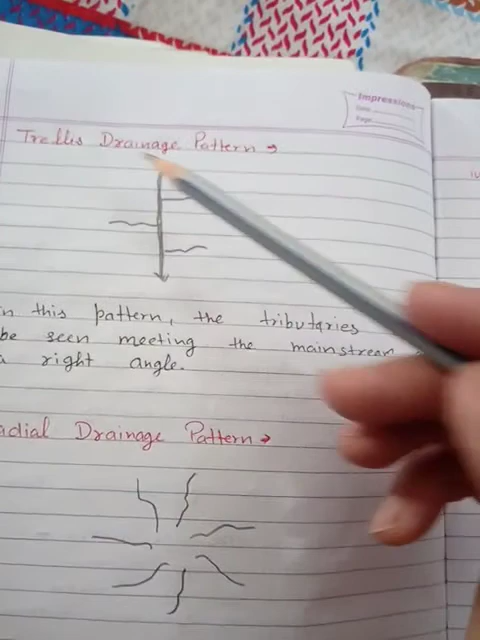 Impressions
Date
Page
Trellis Drainage Pattern →
in this pattern, the tributaries
be seen meeting the mainstream
right angle.
adial Drainage Pattern →